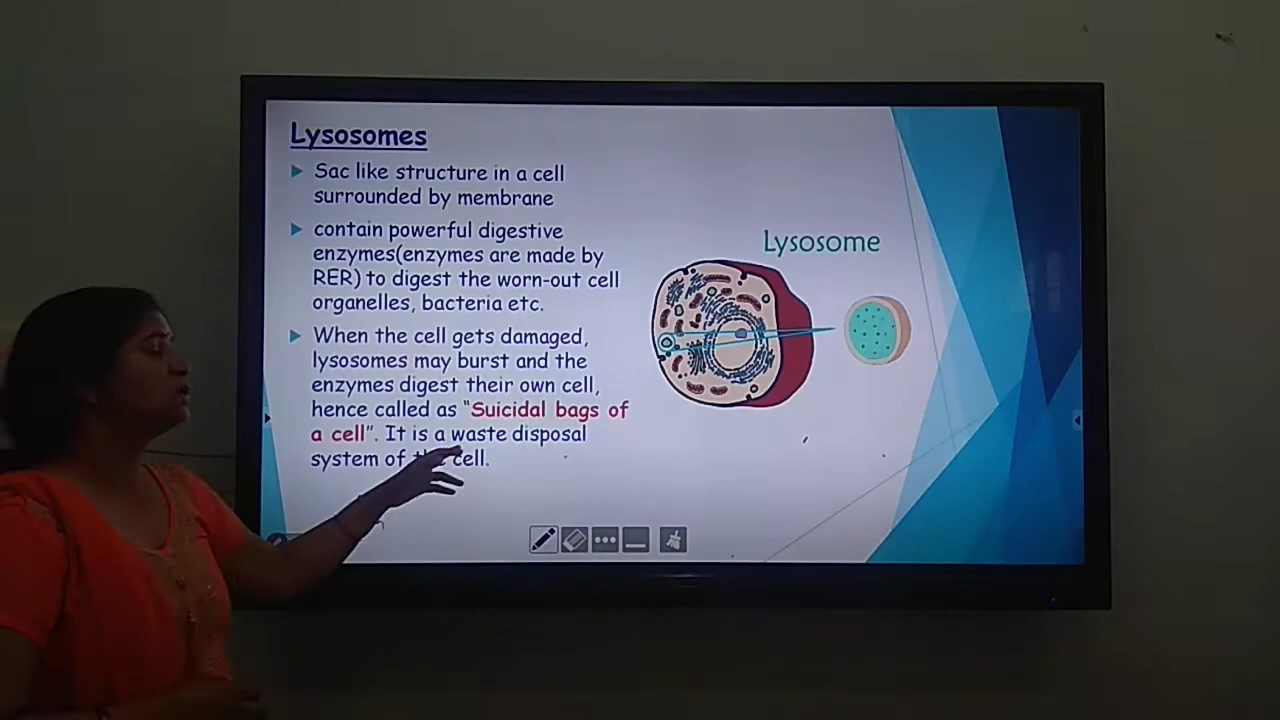 Lysosomes
Sac like structure in a cell
surrounded by membrane
contain powerful digestive
enzymes(enzymes are made by
RER) to digest the worn-out cell
organelles, bacteria etc.
When the cell gets damaged,
lysosomes may burst and the
enzymes digest their own cell,
hence called as “Suicidal bags of
a cell”. It is a waste disposal
system of the cell.
Lysosome